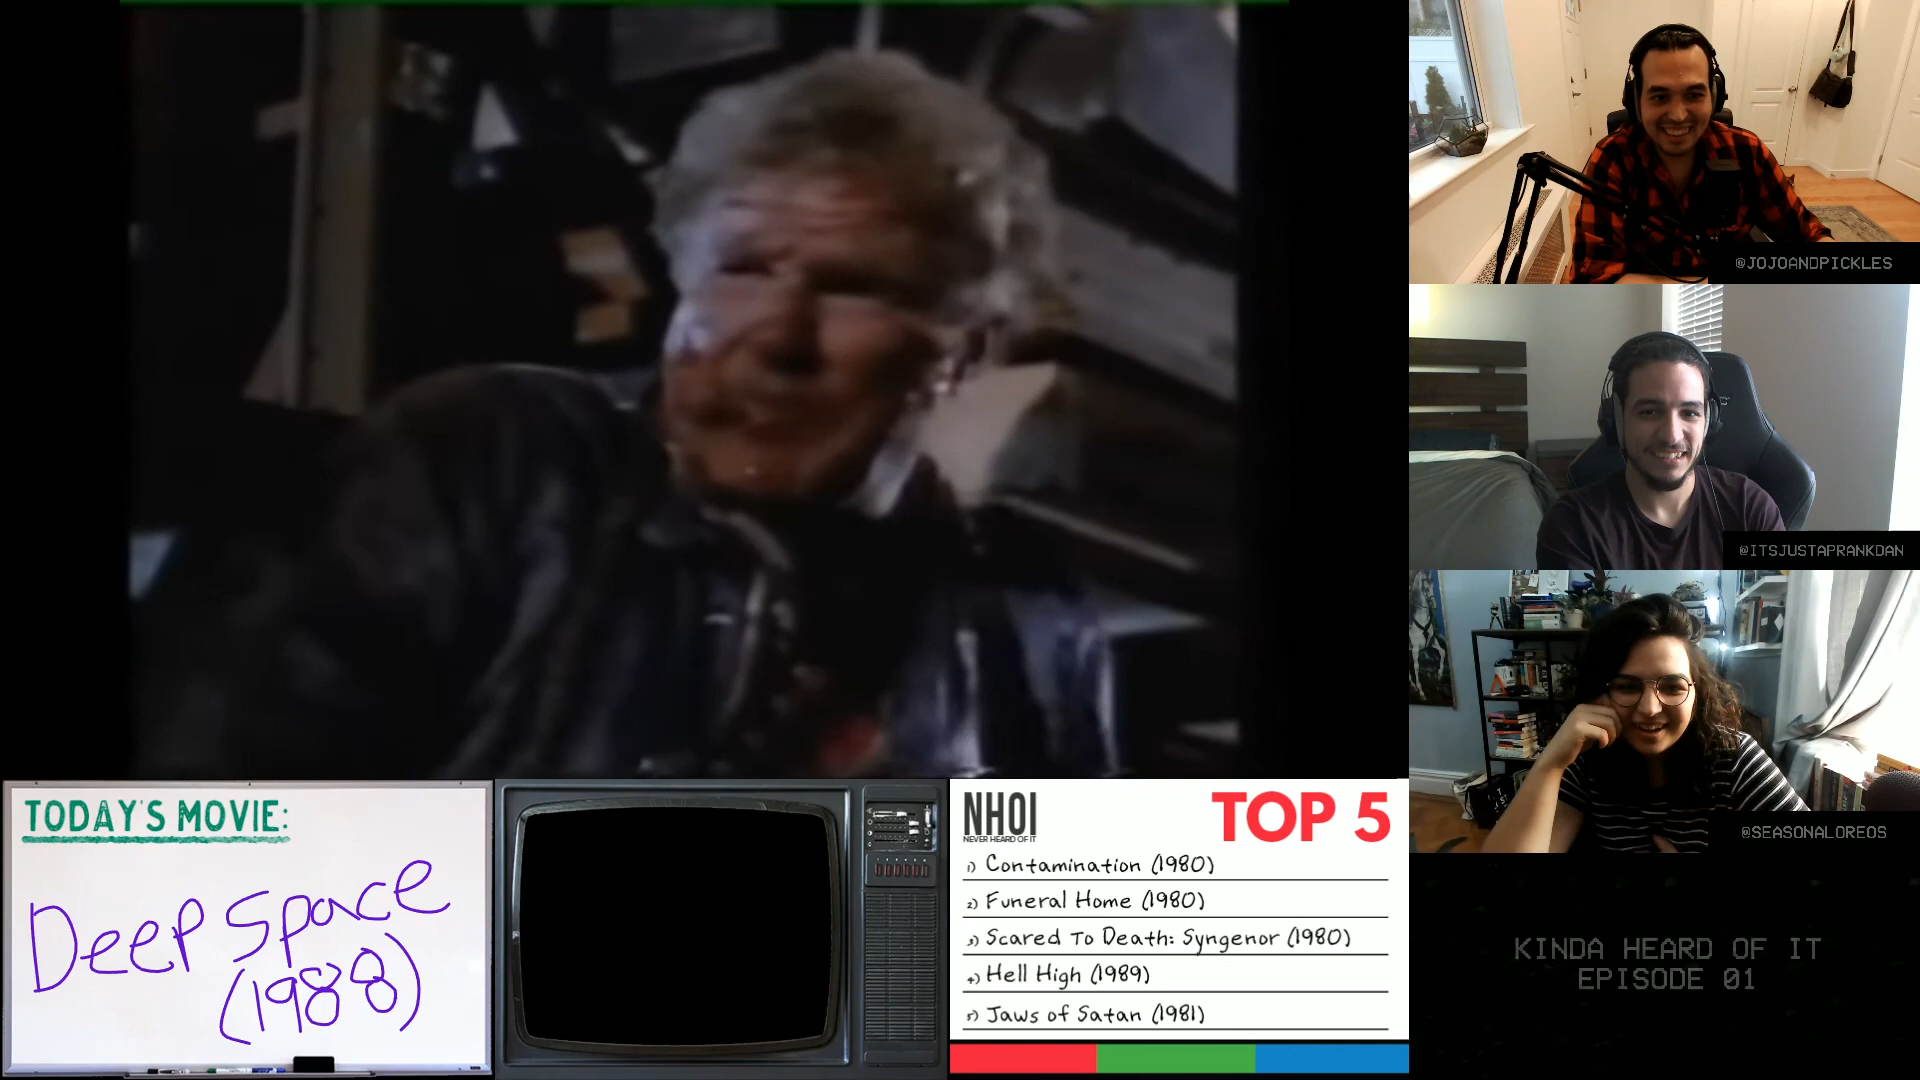 @JOJOANDPICKLES
@ITSJUSTAPRANKDAN
@SEASONALOREOS
TODAY'S MOVIE:
Deep Space
(1988)
NHOI
NEVER HEARD OF IT
TOP 5
1) Contamination (1980)
2) Funeral Home (1980)
3) Scared To Death: Syngenor (1980)
4) Hell High (1989)
5) Jaws of Satan (1981)
KINDA HEARD OF IT
EPISODE 01